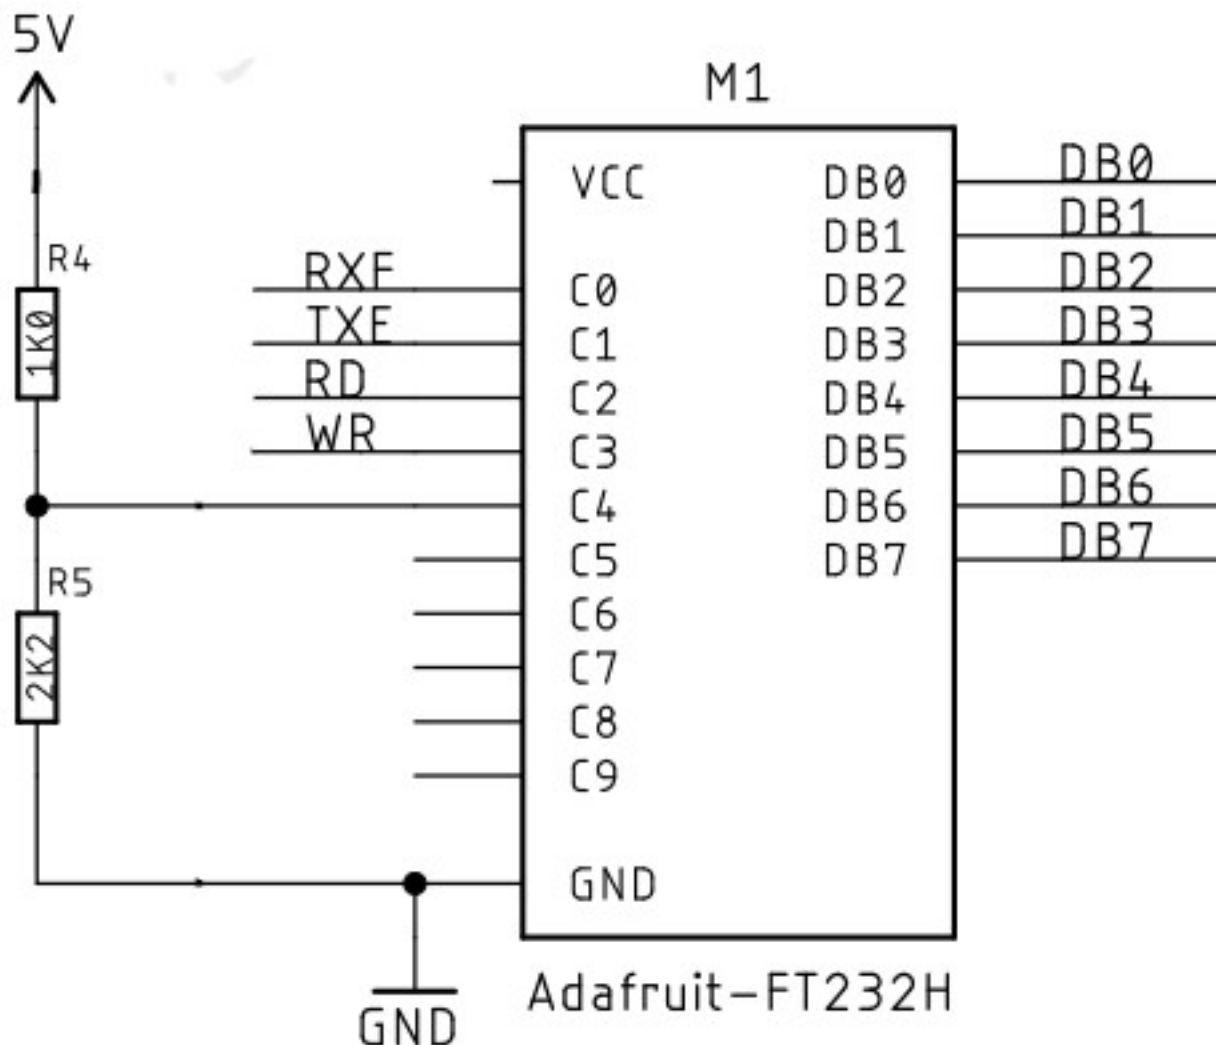 5V
M1
VCC DB0 DB0
DB1 DB1
R4
RXF C0 DB2 DB2
1K0 TXE C1 DB3 DB3
RD C2 DB4 DB4
WR C3 DB5 DB5
C4 DB6 DB6
C5 DB7 DB7
R5
C6
2K2 C7
C8
C9
GND
Adafruit-FT232H
GND